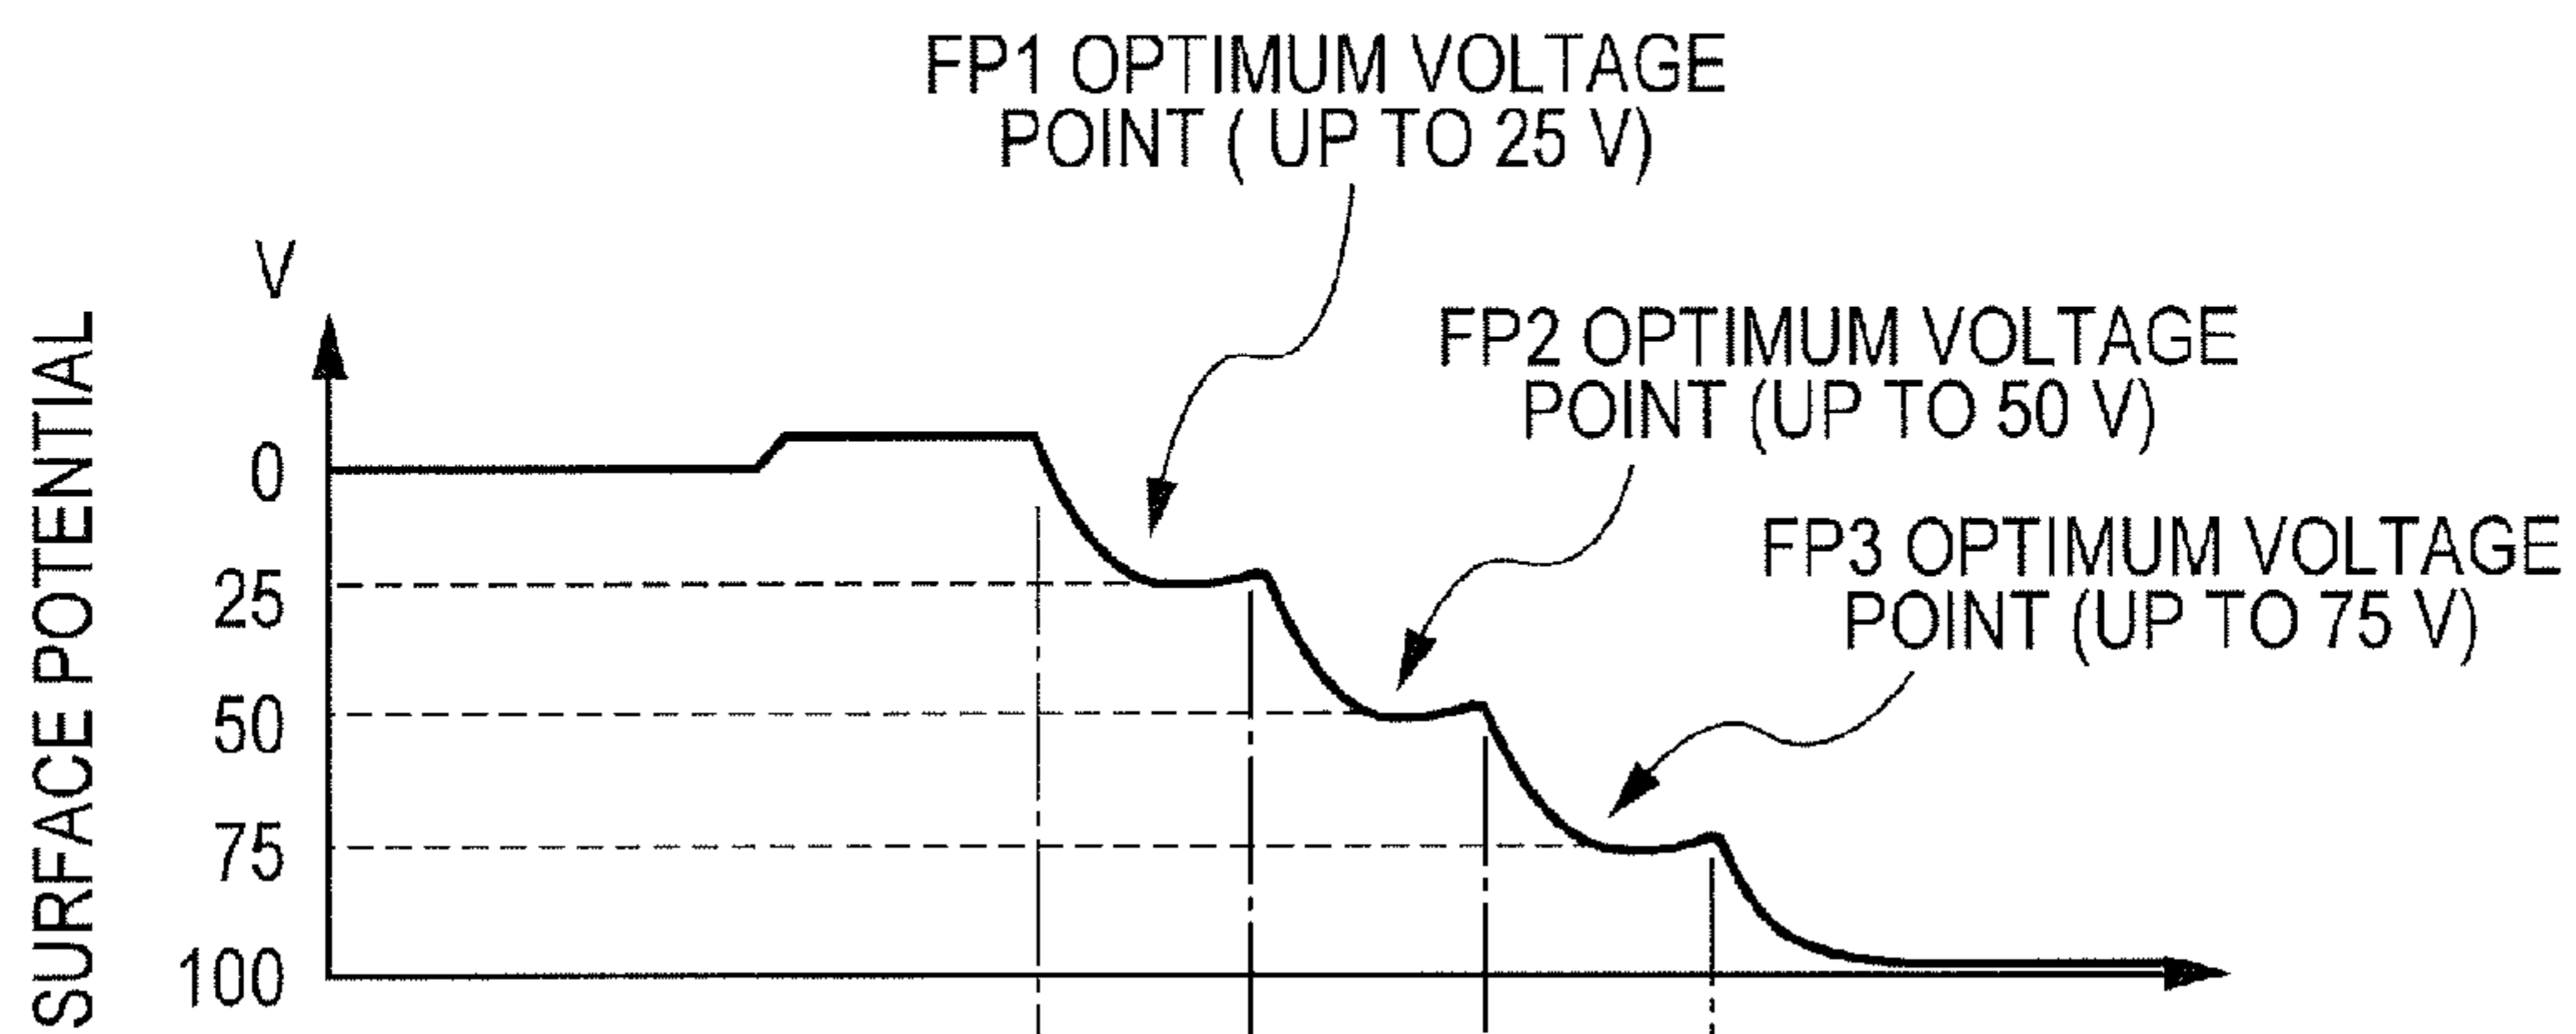 FP1 OPTIMUM VOLTAGE
POINT ( UP TO 25 V)
V
FP2 OPTIMUM VOLTAGE
POINT (UP TO 50 V)
FP3 OPTIMUM VOLTAGE
POINT (UP TO 75 V)
SURFACE POTENTIAL
0
25
50
75
100